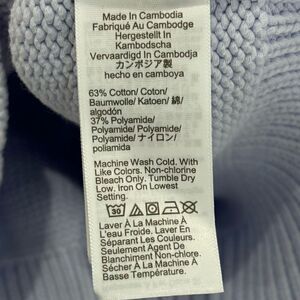 Made In Cambodia
Fabriqué Au Cambodge
Hergestellt In
Kambodscha
Vervaardigd In Cambodja
カンボジア製
hecho en camboya
63% Cotton/ Coton/
Baumwolle/ Katoen/ 綿/
algodón
37% Polyamide/
Polyamide/ Polyamide/
Polyamide/ ナイロン/
poliamida
Machine Wash Cold. With
Like Colors. Non-chlorine
Bleach Only. Tumble Dry
Low. Iron On Lowest
Setting.
30
Laver À La Machine À
L'eau Froide. Laver En
Séparant Les Couleurs.
Seulement Agent De
Blanchiment Non-chlore.
Sécher À La Machine À
Basse Température.